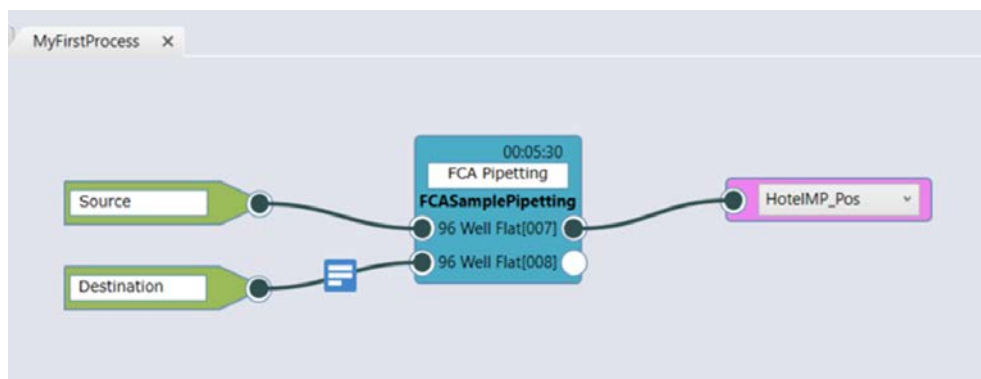 MyFirstProcess ×
00:05:30
FCA Pipetting
Source
FCASamplePipetting
HotelMP_Pos
96 Well Flat[007]
96 Well Flat[008]
Destination